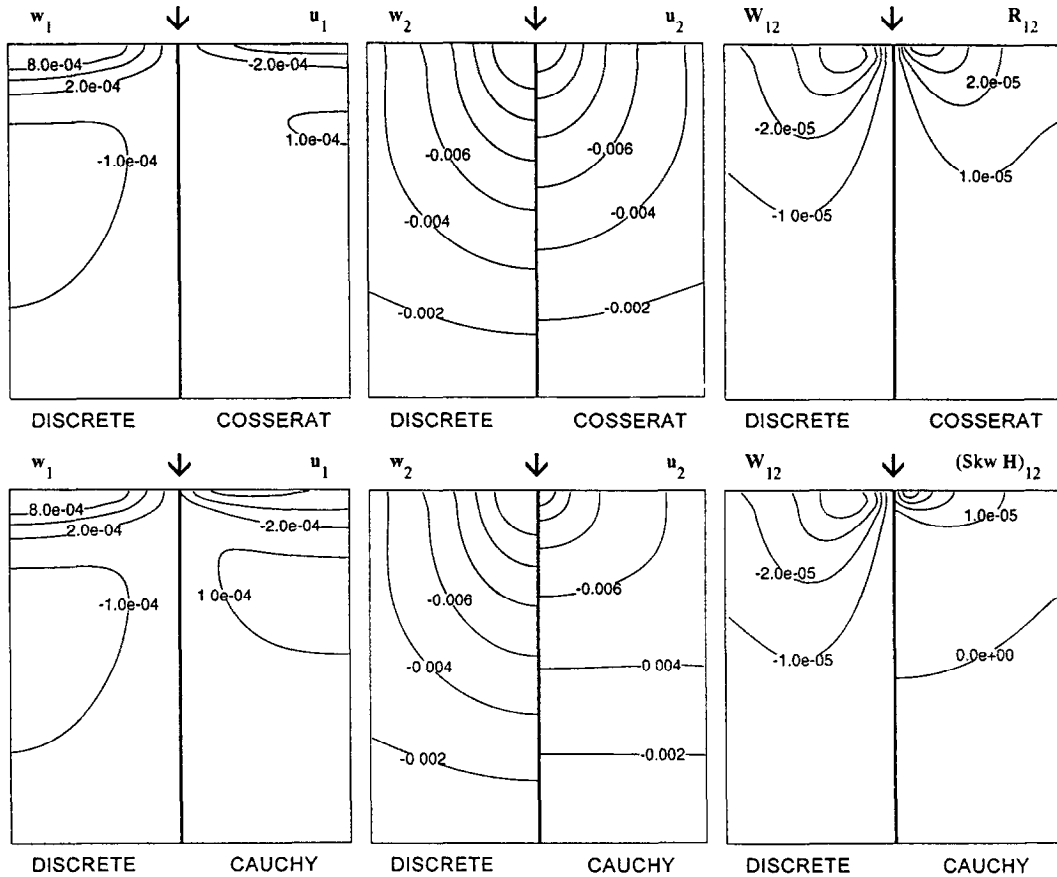 w1 u1 w2 u2 W12 R12
8.0e-04 -2.0e-04
2.0e-04 2.0e-05
-2.0e-05
1.0e-04
-1.0e-04 -0.006 -0.006
1.0e-05
-0.004 -0.004 -1 0e-05
-0.002 -0.002
DISCRETE COSSERAT DISCRETE COSSERAT DISCRETE COSSERAT
w1 u1 w2 u2 W12 (Skw H)12
8.0e-04 1.0e-05
2.0e-04 -2.0e-04
-2.0e-05
-1.0e-04 1 0e-04 -0.006 -0.006
-0.004 -0 004 -1.0e-05 0.0e+00
-0 002 -0.002
DISCRETE CAUCHY DISCRETE CAUCHY DISCRETE CAUCHY